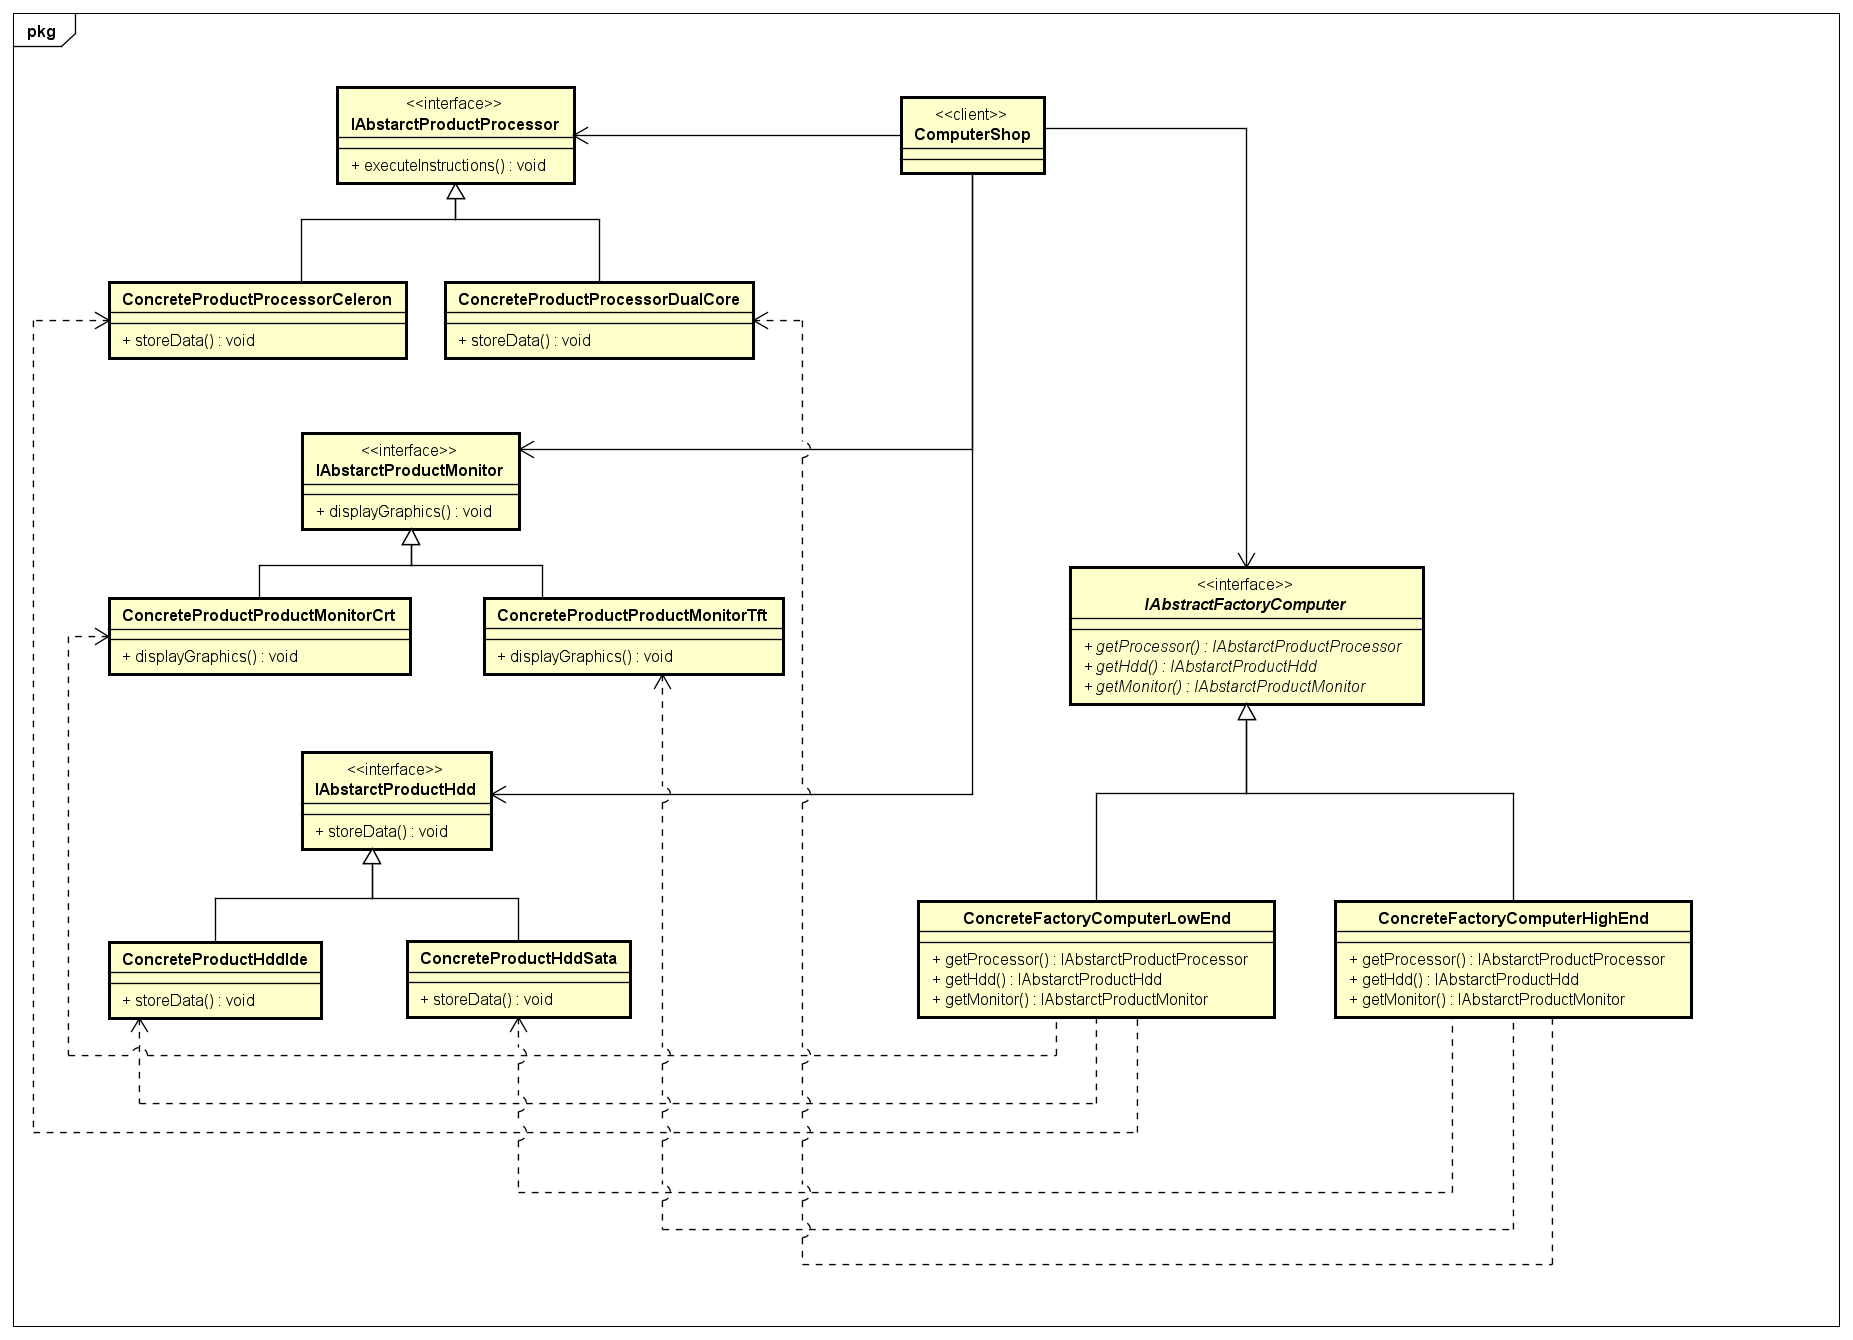 pkg
<<interface>>
IAbstarctProductProcessor
+ executeInstructions() : void
<<client>>
ComputerShop
ConcreteProductProcessorCeleron
+ storeData() : void
ConcreteProductProcessorDualCore
+ storeData() : void
<<interface>>
IAbstarctProductMonitor
+ displayGraphics() : void
<<interface>>
IAbstractFactoryComputer
+ getProcessor() : IAbstarctProductProcessor
+ getHdd() : IAbstarctProductHdd
+ getMonitor() : IAbstarctProductMonitor
ConcreteProductProductMonitorCrt
+ displayGraphics() : void
ConcreteProductProductMonitorTft
+ displayGraphics() : void
<<interface>>
IAbstarctProductHdd
+ storeData() : void
ConcreteProductHddIde
+ storeData() : void
ConcreteProductHddSata
+ storeData() : void
ConcreteFactoryComputerLowEnd
+ getProcessor() : IAbstarctProductProcessor
+ getHdd() : IAbstarctProductHdd
+ getMonitor() : IAbstarctProductMonitor
ConcreteFactoryComputerHighEnd
+ getProcessor() : IAbstarctProductProcessor
+ getHdd() : IAbstarctProductHdd
+ getMonitor() : IAbstarctProductMonitor